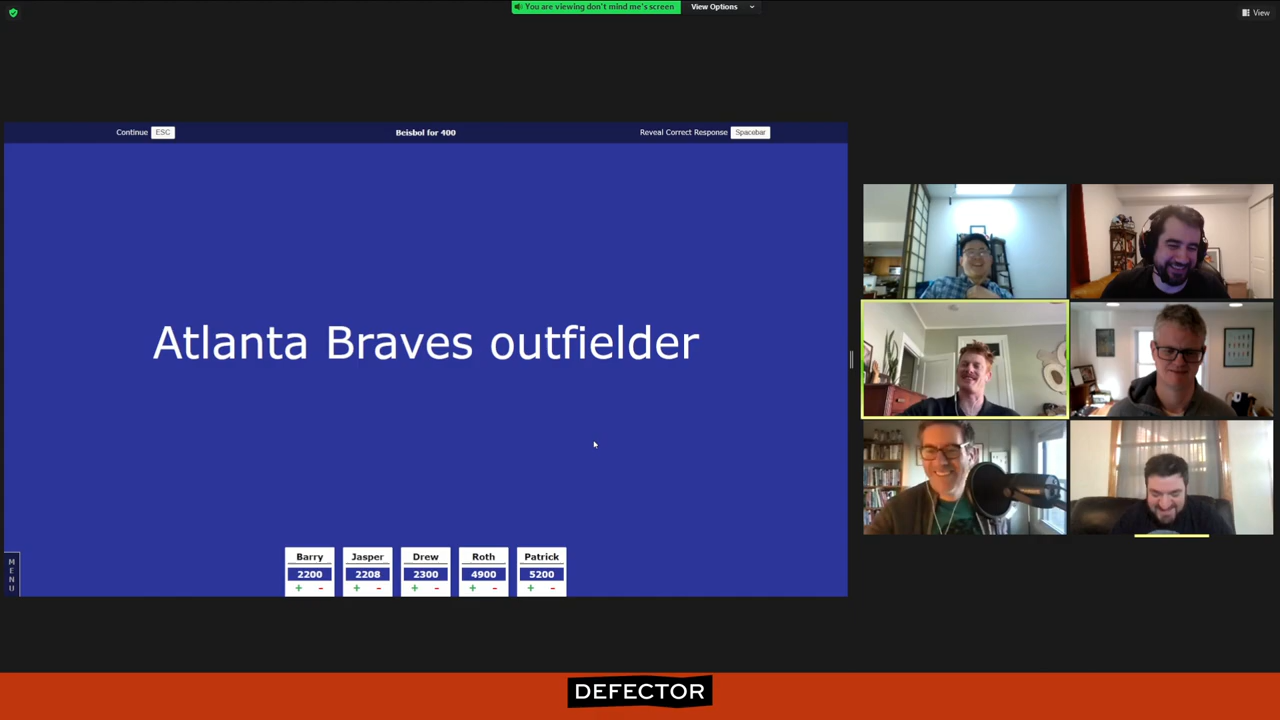 You are viewing don't mind me's screen
View Options
View
Continue ESC
Beisbol for 400
Reveal Correct Response Spacebar
Atlanta Braves outfielder
MENU
Barry Jasper Drew Roth Patrick
2200 2208 2300 4900 5200
+ - + - + - + - + -
DEFECTOR